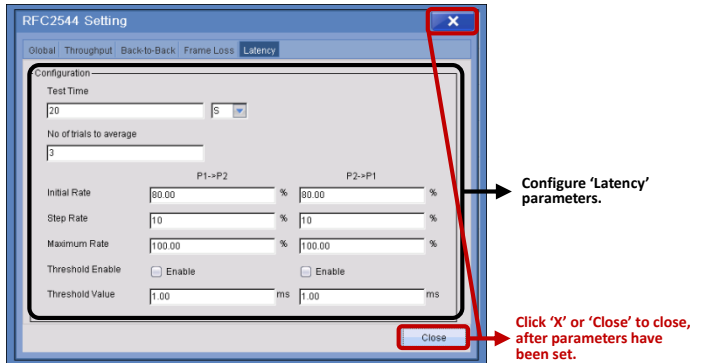 RFC2544 Setting
X
Global Throughput Back-to-Back Frame Loss Latency
Configuration
Test Time
20 S
No of trials to average
3
P1->P2 P2->P1
Initial Rate 80.00 % 80.00 %
Step Rate 10 % 10 %
Maximum Rate 100.00 % 100.00 %
Threshold Enable Enable Enable
Threshold Value 1.00 ms 1.00 ms
Close
Configure ‘Latency’
parameters.
Click ‘X’ or ‘Close’ to close,
after parameters have
been set.